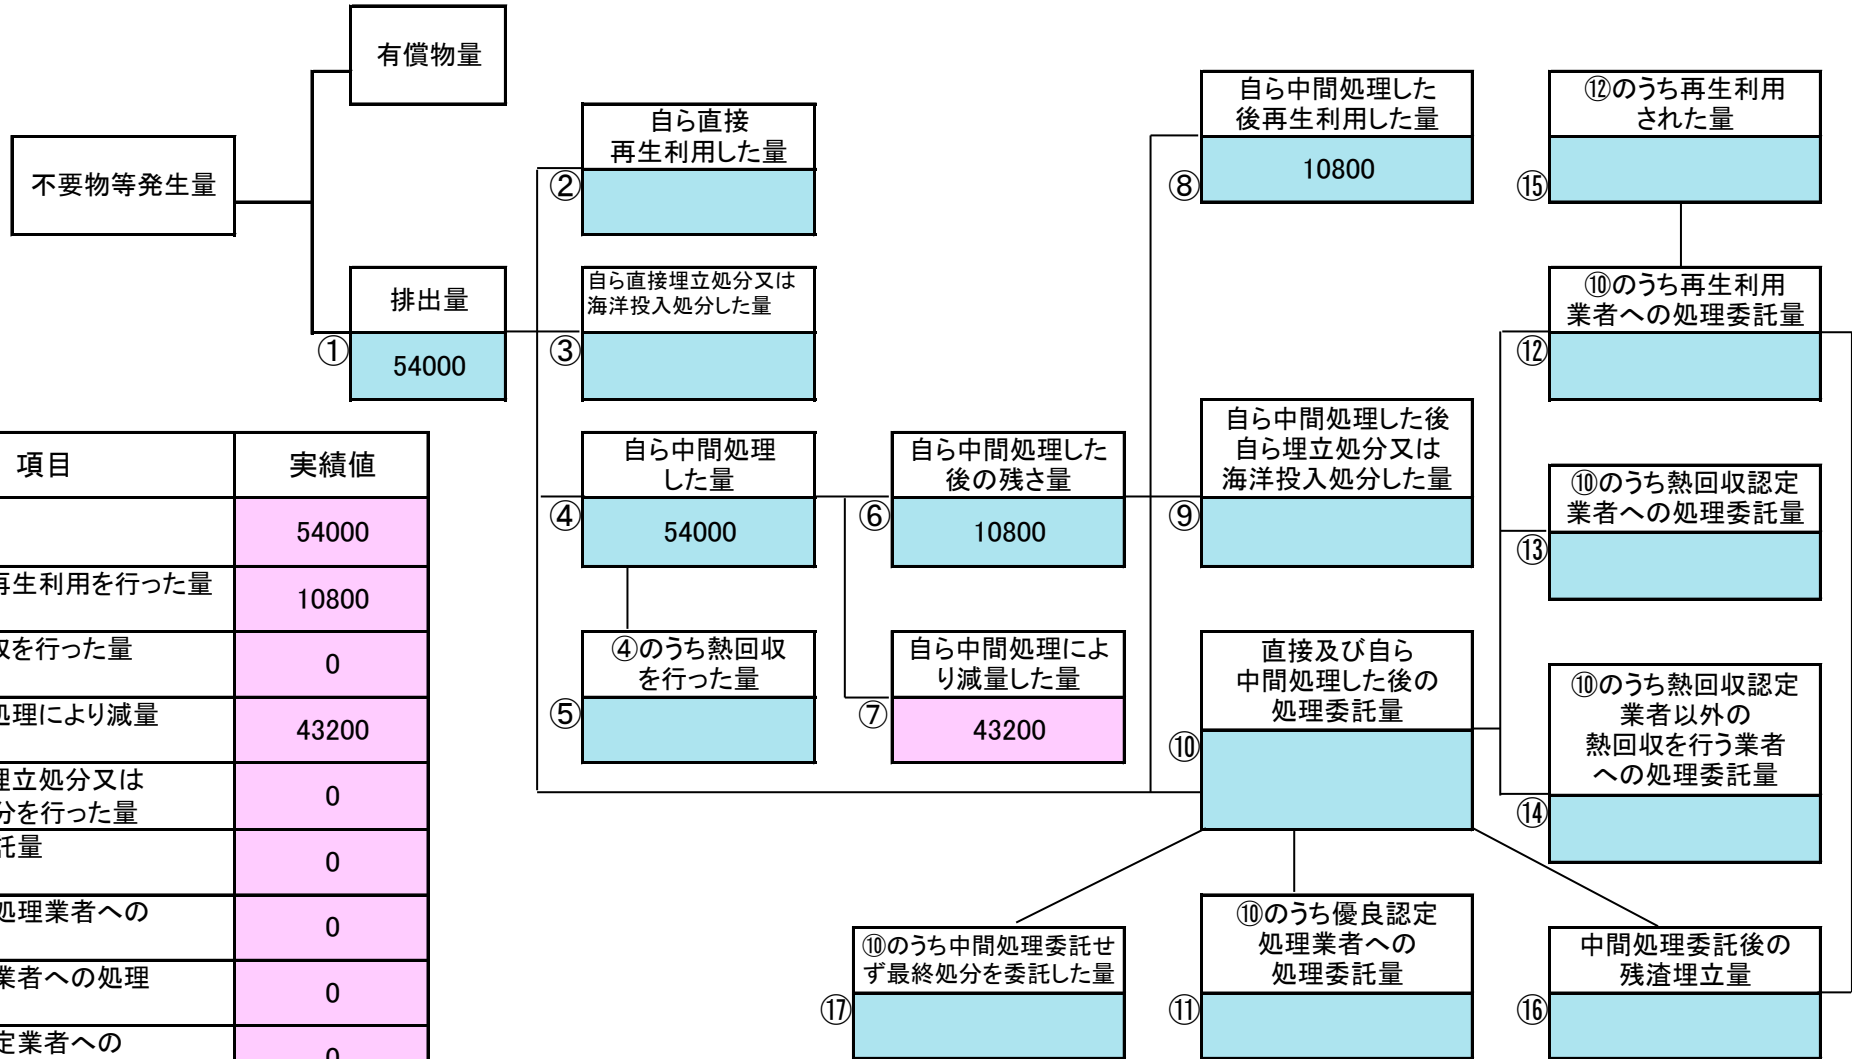 有償物量
不要物等発生量
排出量
①
54000
自ら直接
再生利用した量
②
自ら直接埋立処分又は
海洋投入処分した量
③
自ら中間処理
した量
④
54000
④のうち熱回収
を行った量
⑤
自ら中間処理した
後の残さ量
⑥
10800
自ら中間処理によ
り減量した量
⑦
43200
自ら中間処理した
後再生利用した量
⑧
10800
自ら中間処理した後
自ら埋立処分又は
海洋投入処分した量
⑨
直接及び自ら
中間処理した後の
処理委託量
⑩
⑫のうち再生利用
された量
⑮
⑩のうち再生利用
業者への処理委託量
⑫
⑩のうち熱回収認定
業者への処理委託量
⑬
⑩のうち熱回収認定
業者以外の
熱回収を行う業者
への処理委託量
⑭
⑩のうち中間処理委託せ
ず最終処分を委託した量
⑰
⑩のうち優良認定
処理業者への
処理委託量
⑪
中間処理委託後の
残渣埋立量
⑯
項目 実績値
54000
再生利用を行った量 10800
収を行った量 0
処理により減量 43200
埋立処分又は
分を行った量 0
託量 0
処理業者への 0
業者への処理 0
定業者への 0